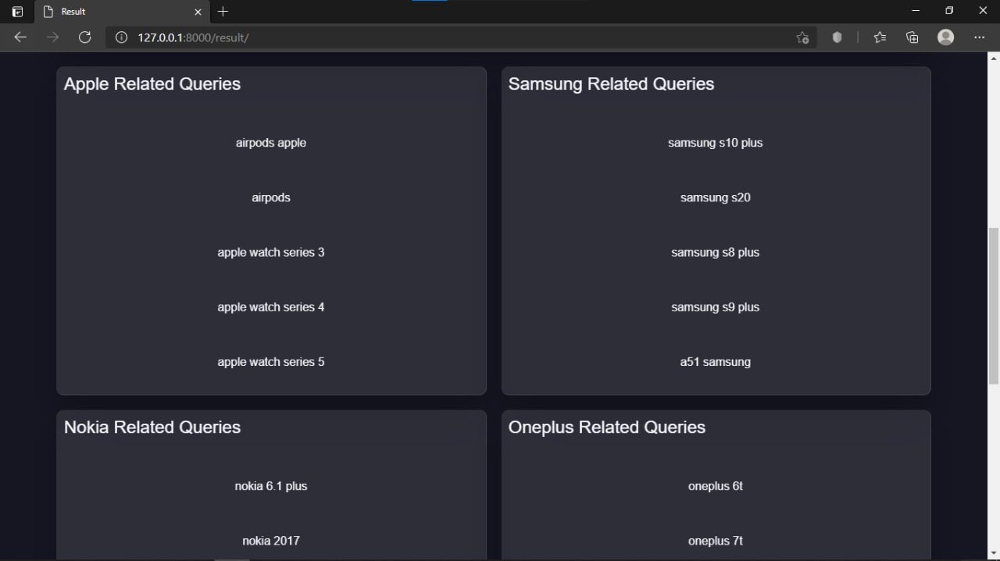 Result
127.0.0.1:8000/result/
Apple Related Queries
airpods apple
airpods
apple watch series 3
apple watch series 4
apple watch series 5
Samsung Related Queries
samsung s10 plus
samsung s20
samsung s8 plus
samsung s9 plus
a51 samsung
Nokia Related Queries
nokia 6.1 plus
nokia 2017
Oneplus Related Queries
oneplus 6t
oneplus 7t